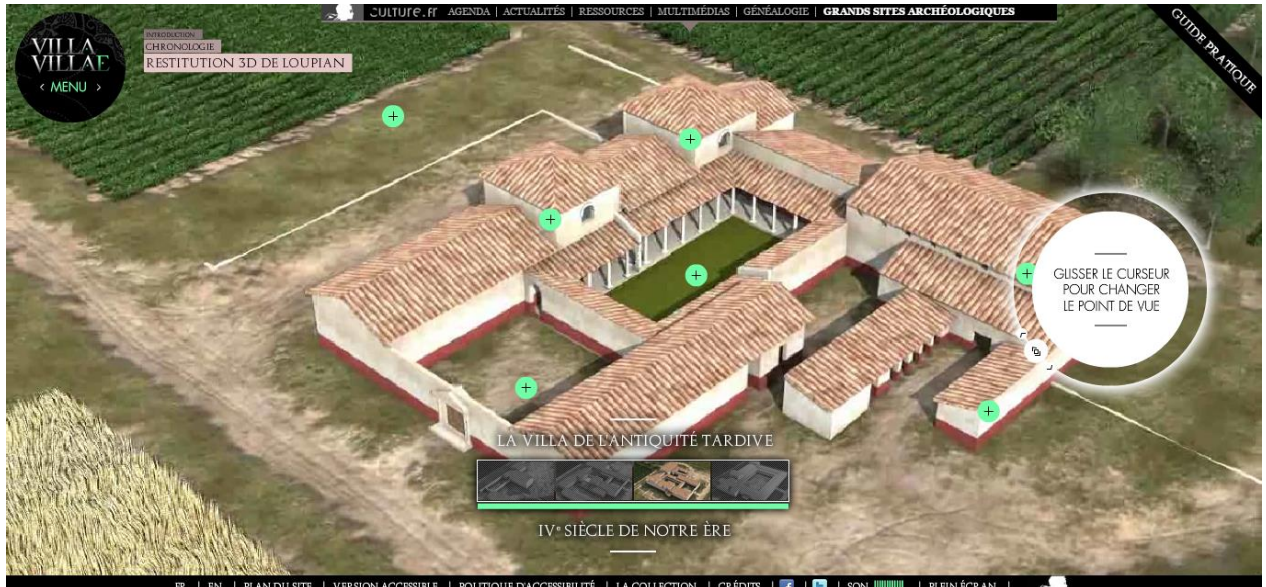 culture.fr AGENDA | ACTUALITÉS | RESSOURCES | MULTIMÉDIAS | GÉNÉALOGIE | GRANDS SITES ARCHÉOLOGIQUES
GUIDE PRATIQUE
VILLA
VILLAE
‹ MENU ›
INTRODUCTION
CHRONOLOGIE
RESTITUTION 3D DE LOUPIAN
GLISSER LE CURSEUR
POUR CHANGER
LE POINT DE VUE
LA VILLA DE L'ANTIQUITÉ TARDIVE
IVe SIÈCLE DE NOTRE ÈRE
FR | EN | PLAN DU SITE | VERSION ACCESSIBLE | POLITIQUE D'ACCESSIBILITÉ | LA COLLECTION | CRÉDITS | f | | SON | PLEIN ÉCRAN |